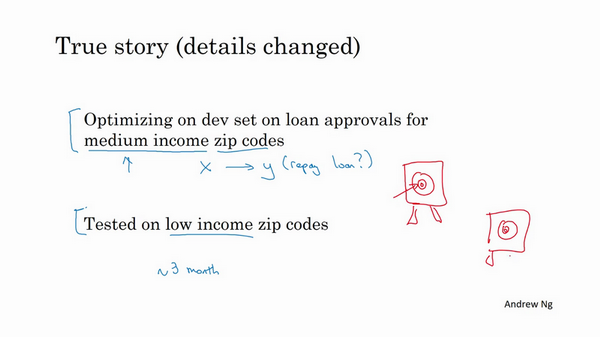 True story (details changed)
Optimizing on dev set on loan approvals for
medium income zip codes
x → y (repay loan?)
Tested on low income zip codes
~3 month
Andrew Ng